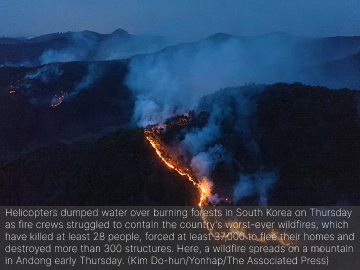 Helicopters dumped water over burning forests in South Korea on Thursday
as fire crews struggled to contain the country's worst-ever wildfires, which
have killed at least 28 people, forced at least 37,000 to flee their homes and
destroyed more than 300 structures. Here, a wildfire spreads on a mountain
in Andong early Thursday. (Kim Do-hun/Yonhap/The Associated Press)